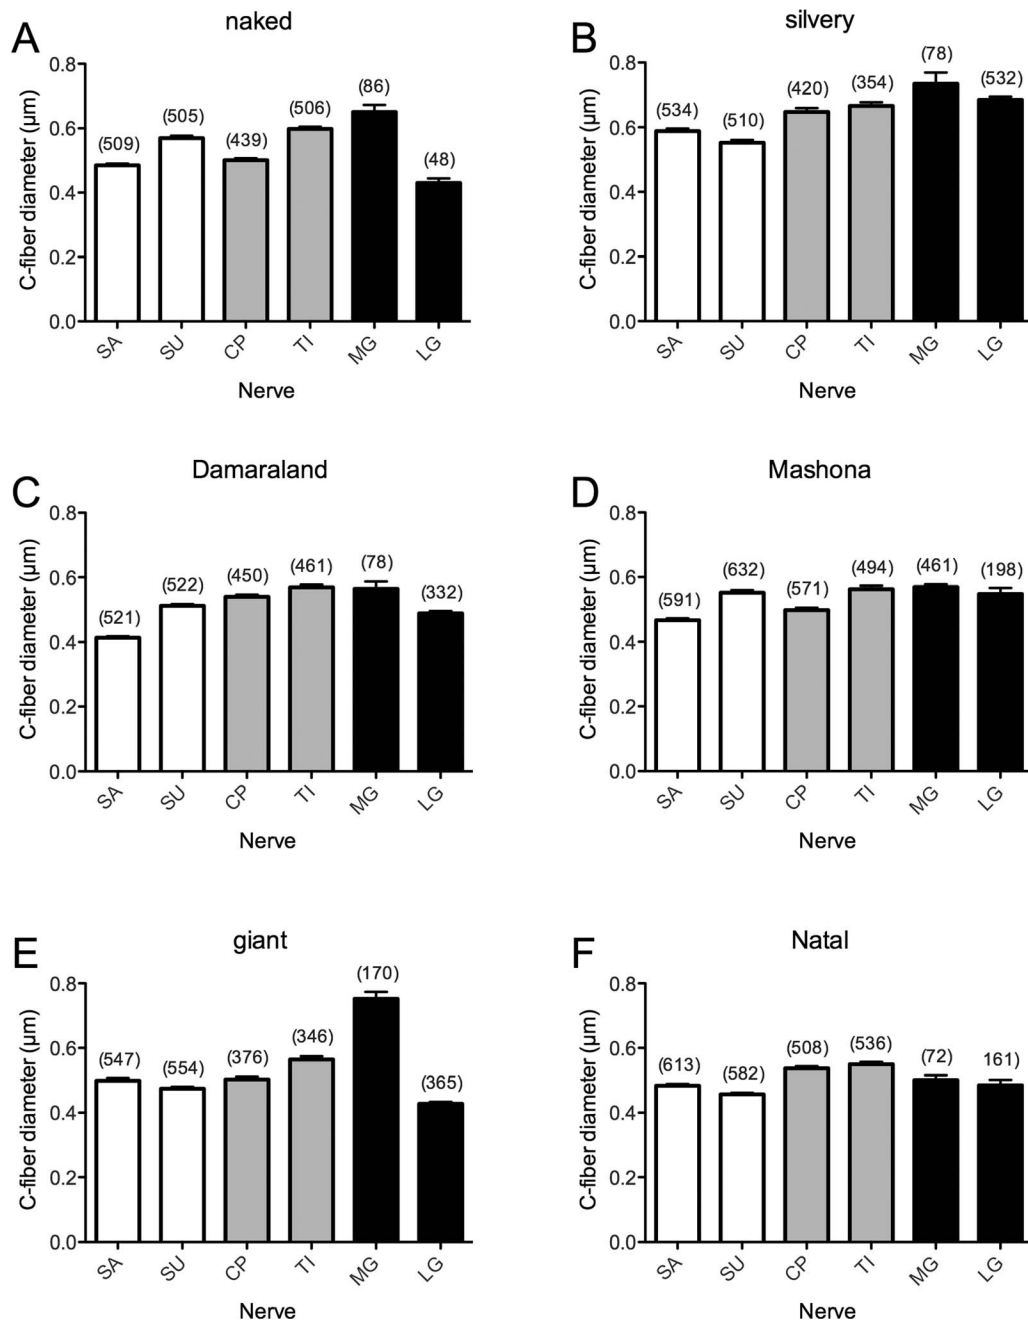 A
naked
C-fiber diameter (µm)
0.8
0.6
0.4
0.2
0.0
(509)
(505)
(439)
(506)
(86)
(48)
SA
SU
CP
TI
MG
LG
Nerve
B
silvery
C-fiber diameter (µm)
0.8
0.6
0.4
0.2
0.0
(534)
(510)
(420)
(354)
(78)
(532)
SA
SU
CP
TI
MG
LG
Nerve
C
Damaraland
C-fiber diameter (µm)
0.8
0.6
0.4
0.2
0.0
(521)
(522)
(450)
(461)
(78)
(332)
SA
SU
CP
TI
MG
LG
Nerve
D
Mashona
C-fiber diameter (µm)
0.8
0.6
0.4
0.2
0.0
(591)
(632)
(571)
(494)
(461)
(198)
SA
SU
CP
TI
MG
LG
Nerve
E
giant
C-fiber diameter (µm)
0.8
0.6
0.4
0.2
0.0
(547)
(554)
(376)
(346)
(170)
(365)
SA
SU
CP
TI
MG
LG
Nerve
F
Natal
C-fiber diameter (µm)
0.8
0.6
0.4
0.2
0.0
(613)
(582)
(508)
(536)
(72)
161)
SA
SU
CP
TI
MG
LG
Nerve